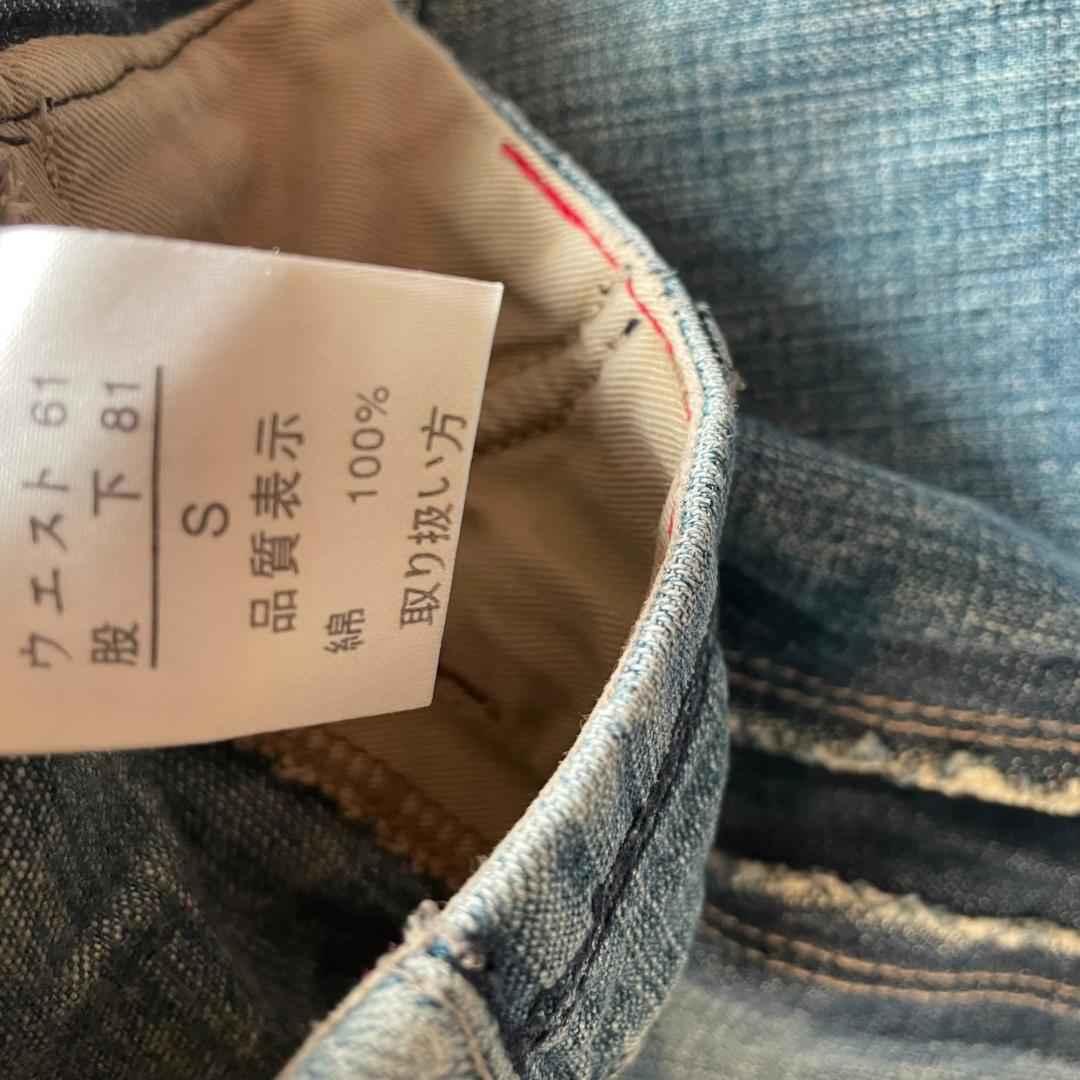 ウエスト 61
股 下 81
S
品質表示
綿 100%
取り扱い方